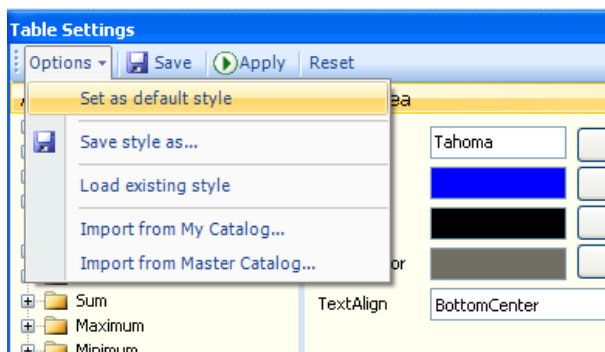 Table Settings
Options Save Apply Reset
Set as default style
Save style as...
Tahoma
Load existing style
Import from My Catalog...
Import from Master Catalog...
Sum
TextAlign BottomCenter
Maximum
Minimum